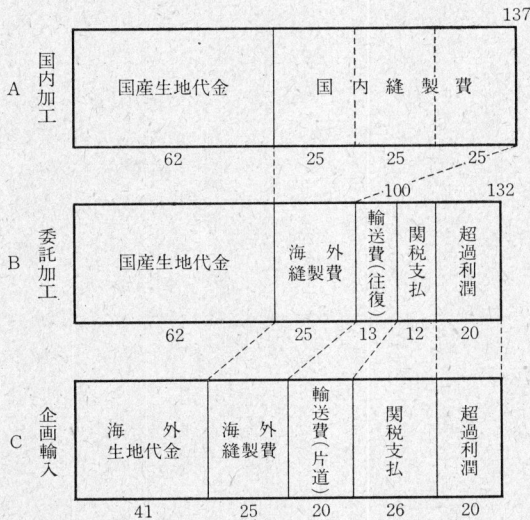 137
A
国内加工
国産生地代金
国内縫製費
62
25
25
25
100
132
B
委託加工
国産生地代金
海外
縫製費
輸送費(往復)
関税支払
超過利潤
62
25
13
12
20
C
企画輸入
海外
生地代金
海外
縫製費
輸送費(片道)
関税支払
超過利潤
41
25
20
26
20